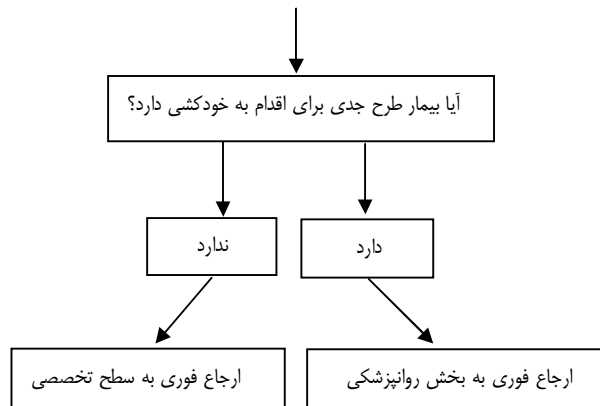 آیا بیمار طرح جدی برای اقدام به خودکشی دارد؟
دارد
ندارد
ارجاع فوری به بخش روانپزشکی
ارجاع فوری به سطح تخصصی